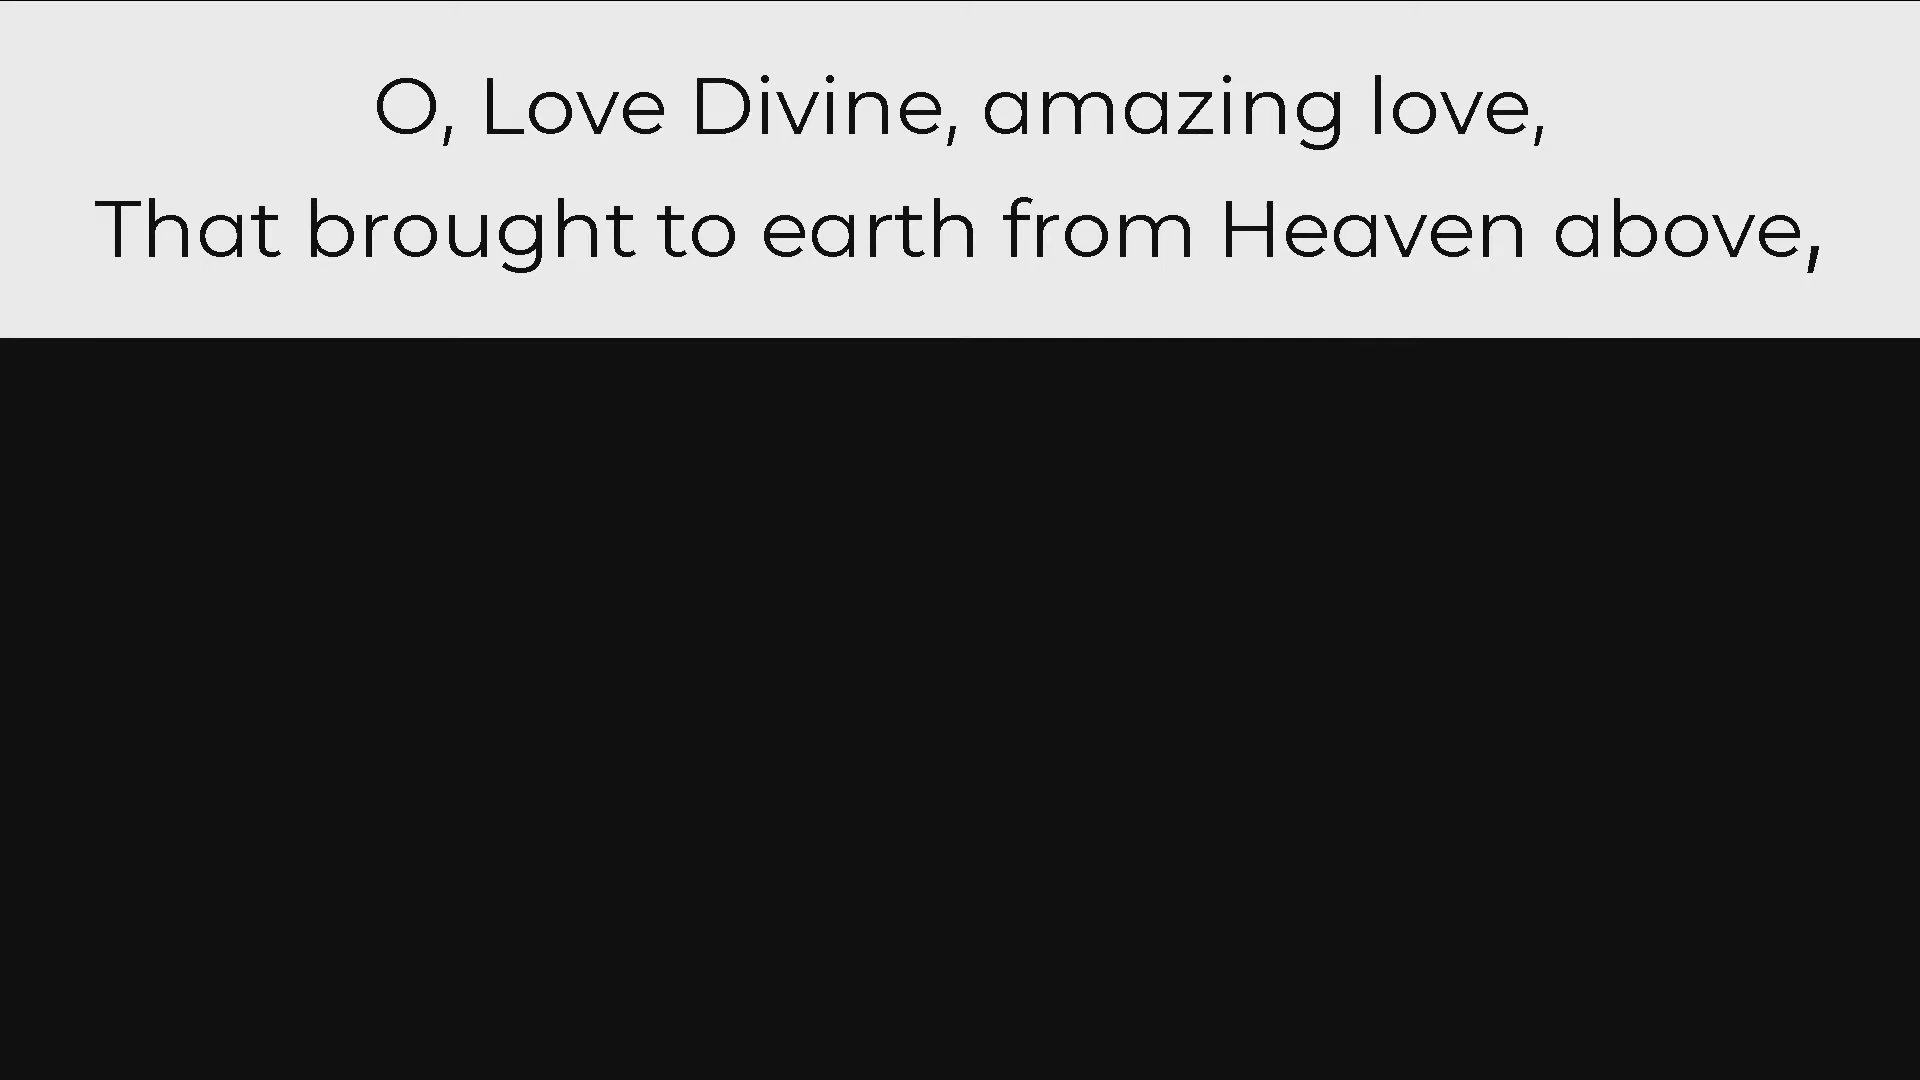 O, Love Divine, amazing love,
That brought to earth from Heaven above,